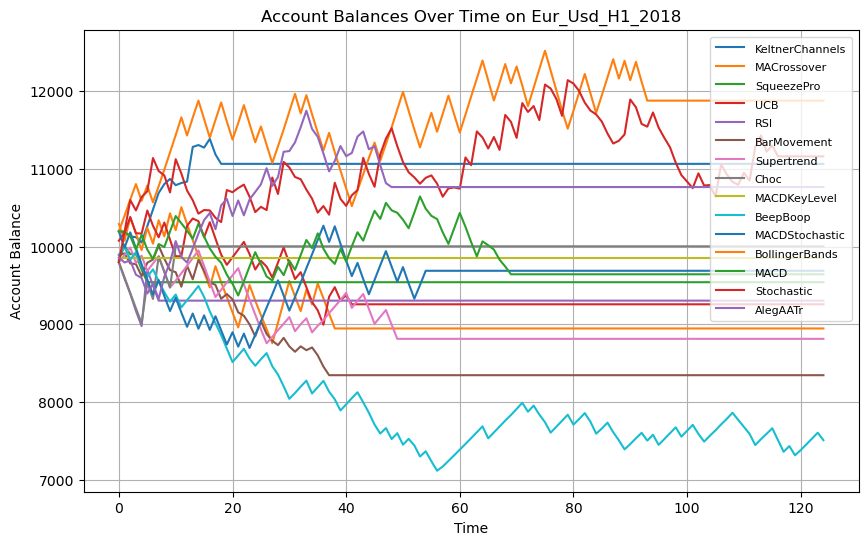 Account Balances Over Time on Eur_Usd_H1_2018
Account Balance
12000
11000
10000
9000
8000
7000
KeltnerChannels
MACrossover
SqueezePro
UCB
RSI
BarMovement
Supertrend
Choc
MACDKeyLevel
BeepBoop
MACDStochastic
BollingerBands
MACD
Stochastic
AlegAATr
0 20 40 60 80 100 120
Time